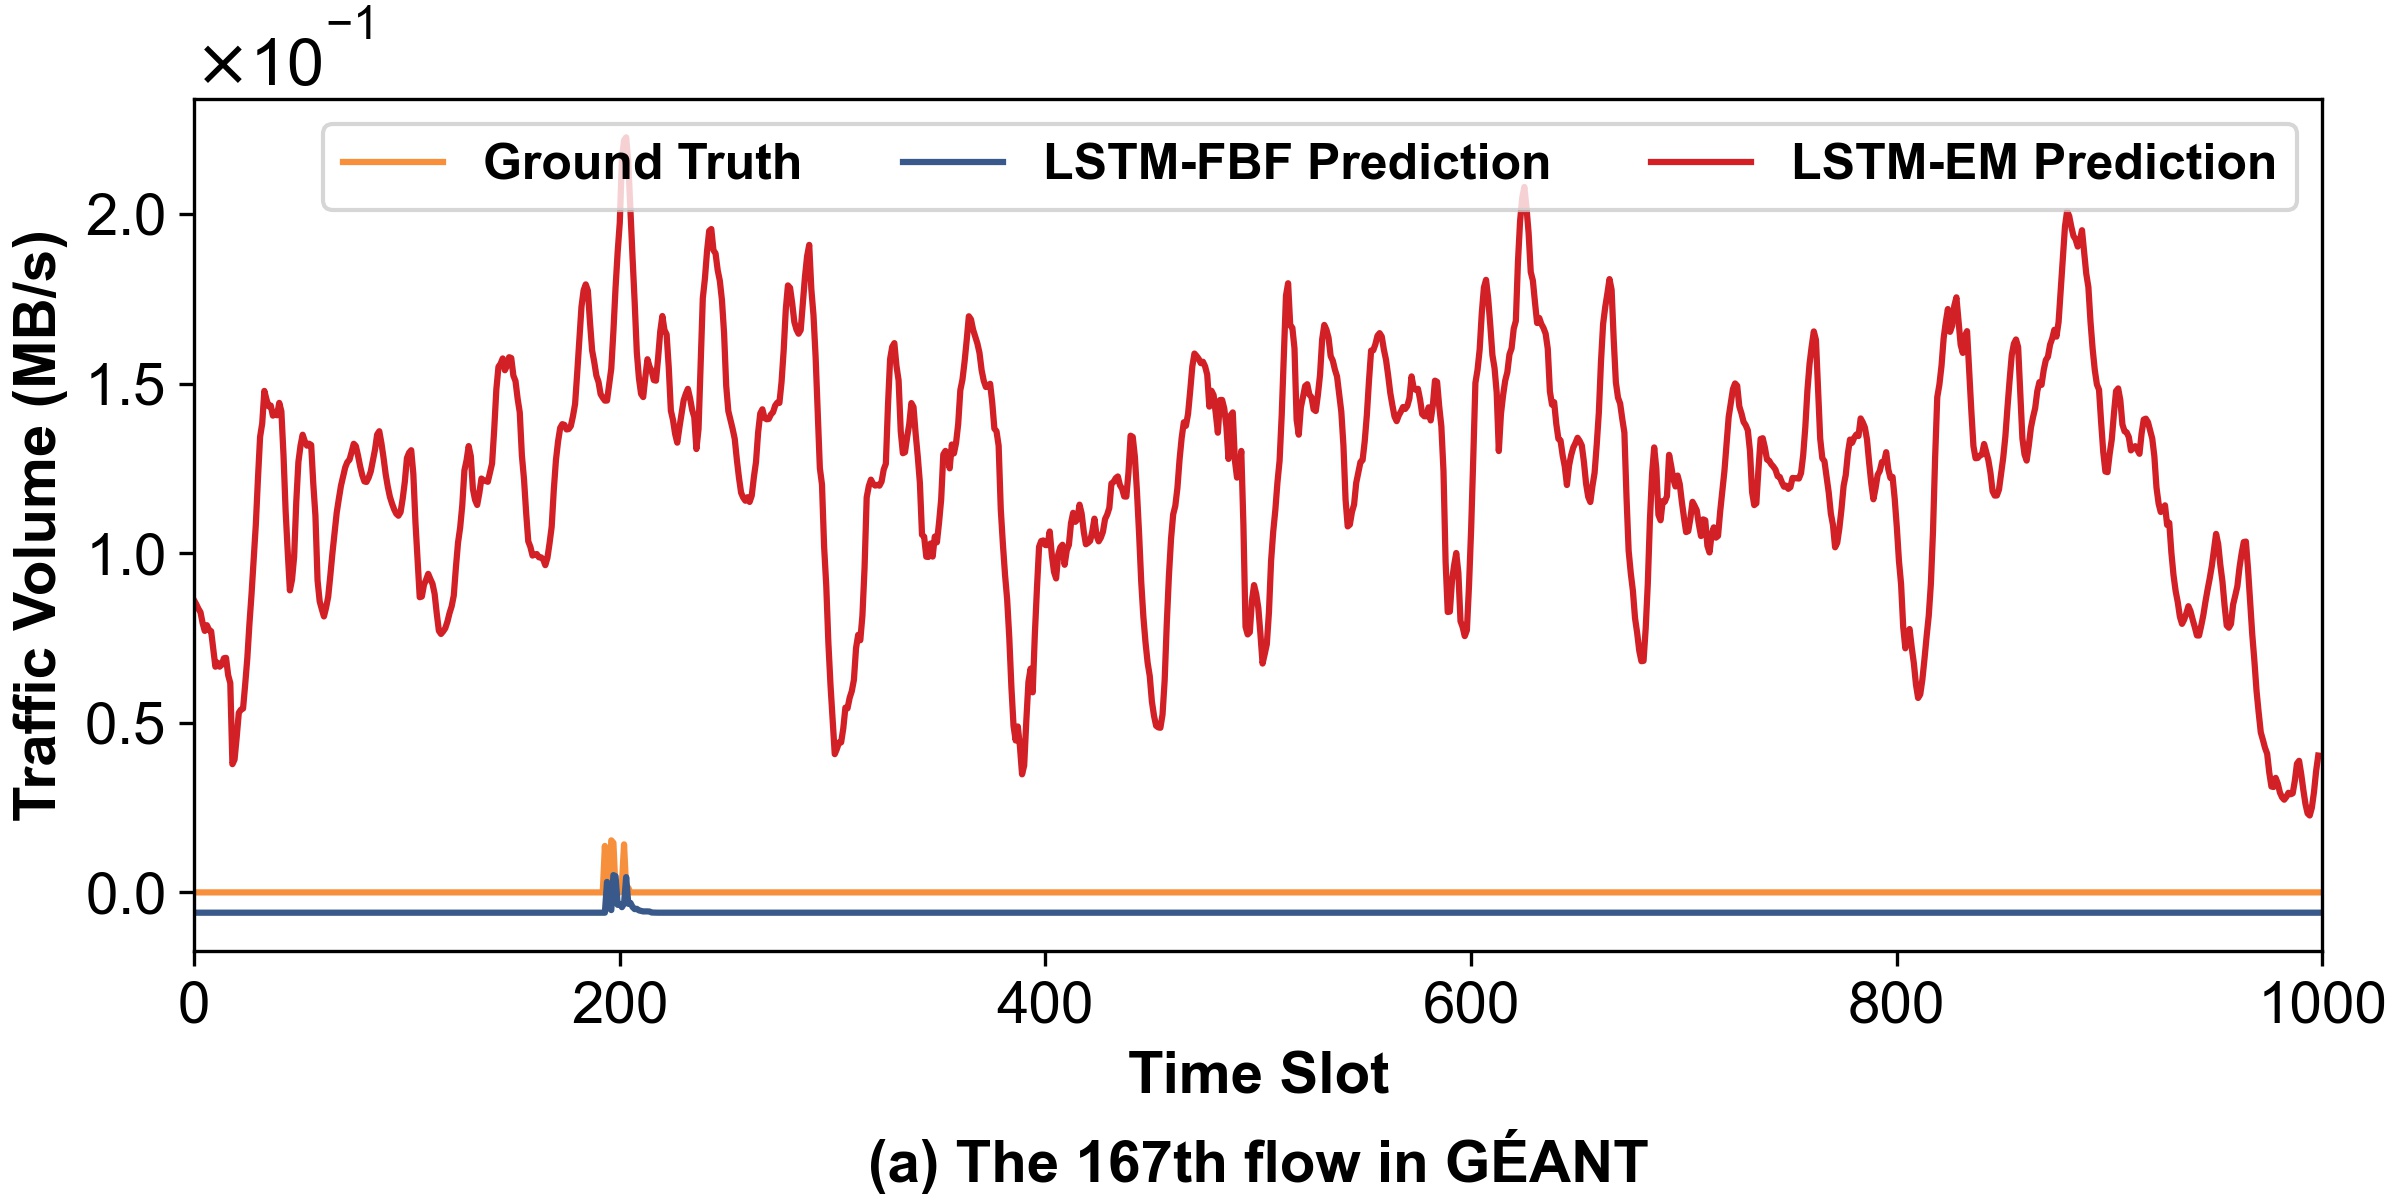 ×10⁻¹
Ground Truth LSTM-FBF Prediction LSTM-EM Prediction
2.0
1.5
1.0
0.5
0.0
Traffic Volume (MB/s)
0 200 400 600 800 1000
Time Slot
(a) The 167th flow in GÉANT